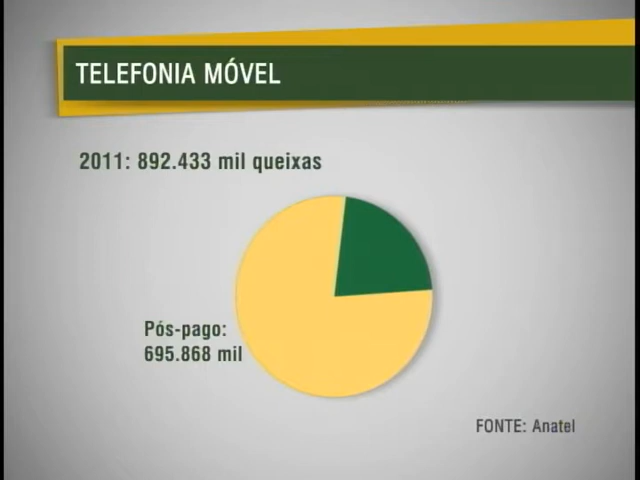 TELEFONIA MÓVEL
2011: 892.433 mil queixas
Pós-pago:
695.868 mil
FONTE: Anatel